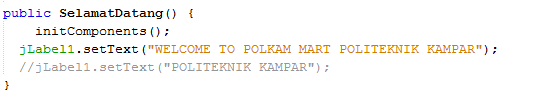 public SelamatDatang() {
initComponents();
jLabel1.setText("WELCOME TO POLKAM MART POLITEKNIK KAMPAR");
//jLabel1.setText("POLITEKNIK KAMPAR");
}